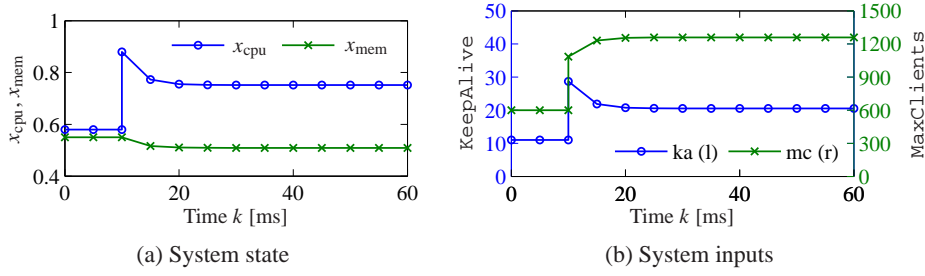 1
0.8
0.6
0.4
x_cpu, x_mem
x_cpu x_mem
0 20 40 60
Time k [ms]
(a) System state
50
40
30
20
10
0
KeepAlive
1500
1200
900
600
300
0
MaxClients
ka (l) mc (r)
0 20 40 60
Time k [ms]
(b) System inputs